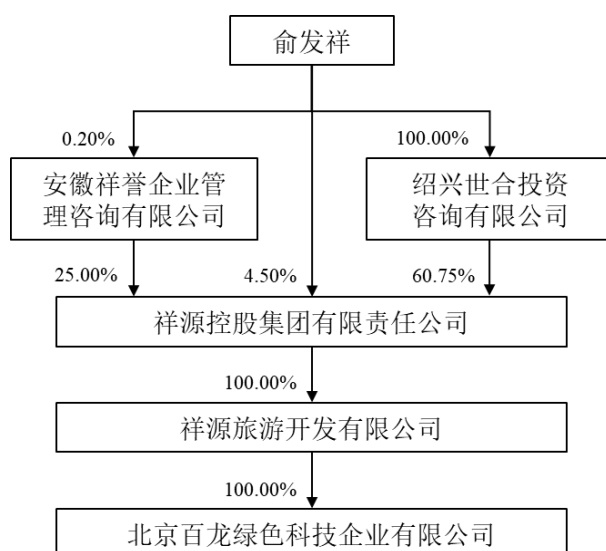 俞发祥
0.20%
100.00%
安徽祥誉企业管
理咨询有限公司
绍兴世合投资
咨询有限公司
25.00%
4.50%
60.75%
祥源控股集团有限责任公司
100.00%
祥源旅游开发有限公司
100.00%
北京百龙绿色科技企业有限公司